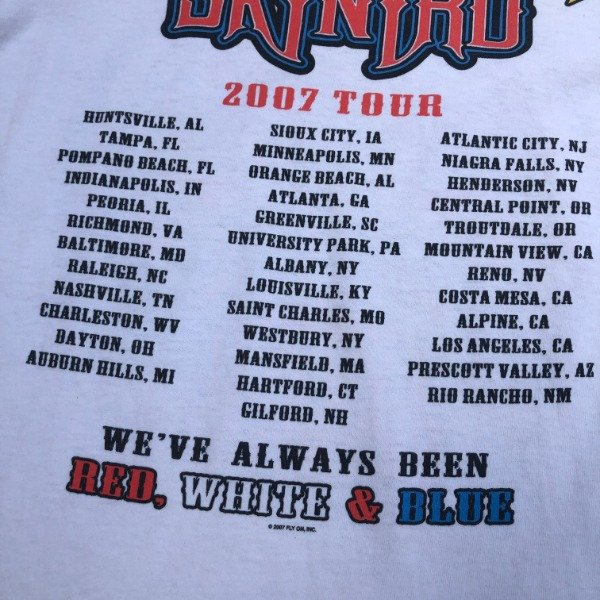 SKYNYRD
2007 TOUR
HUNTSVILLE, AL
TAMPA, FL
POMPANO BEACH, FL
INDIANAPOLIS, IN
PEORIA, IL
RICHMOND, VA
BALTIMORE, MD
RALEIGH, NC
NASHVILLE, TN
CHARLESTON, WV
DAYTON, OH
AUBURN HILLS, MI
SIOUX CITY, IA
MINNEAPOLIS, MN
ORANGE BEACH, AL
ATLANTA, GA
GREENVILLE, SC
UNIVERSITY PARK, PA
ALBANY, NY
LOUISVILLE, KY
SAINT CHARLES, MO
WESTBURY, NY
MANSFIELD, MA
HARTFORD, CT
GILFORD, NH
ATLANTIC CITY, NJ
NIAGRA FALLS, NY
HENDERSON, NV
CENTRAL POINT, OR
TROUTDALE, OR
MOUNTAIN VIEW, CA
RENO, NV
COSTA MESA, CA
ALPINE, CA
LOS ANGELES, CA
PRESCOTT VALLEY, AZ
RIO RANCHO, NM
WE'VE ALWAYS BEEN
RED, WHITE & BLUE
© 2007 FLY ON, INC.